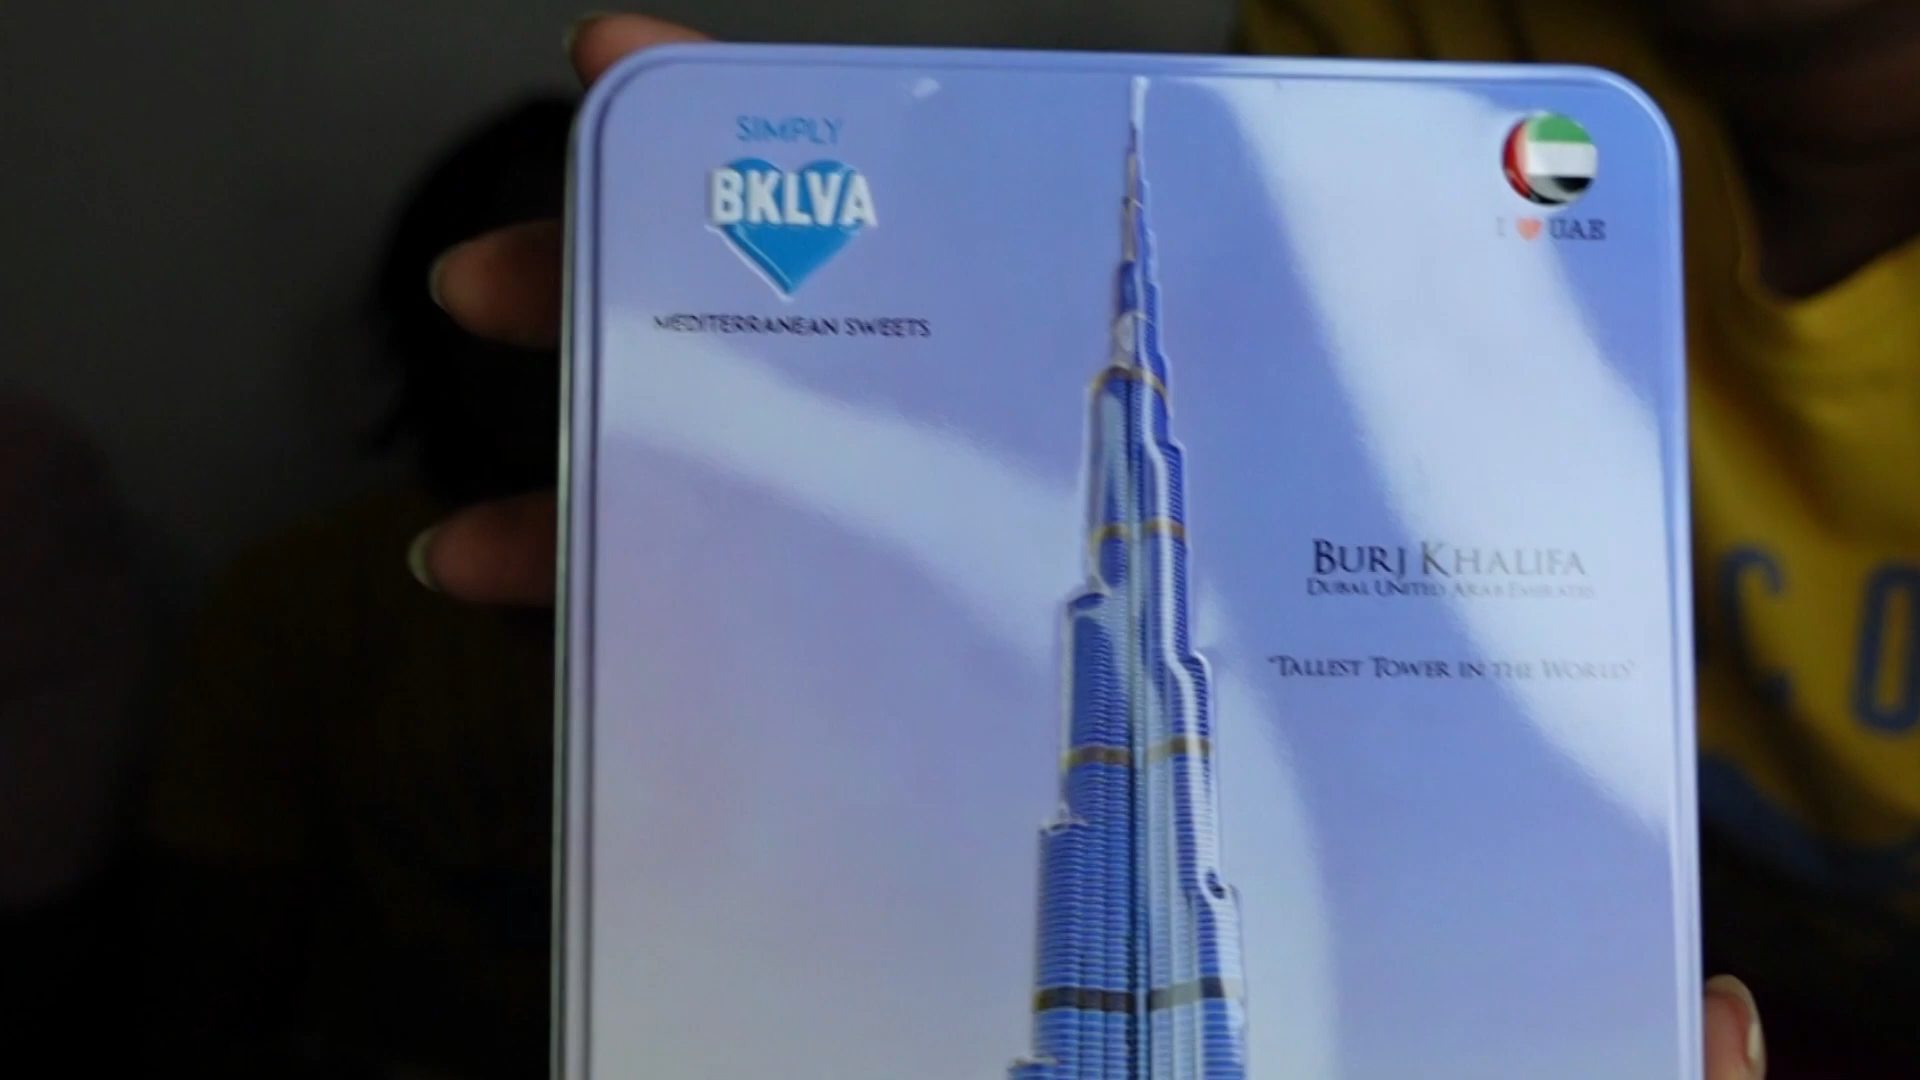 SIMPLY
BKLVA
MEDITERRANEAN SWEETS
I ❤ UAE
BURJ KHALIFA
DUBAI, UNITED ARAB EMIRATES
"TALLEST TOWER IN THE WORLD"
C O